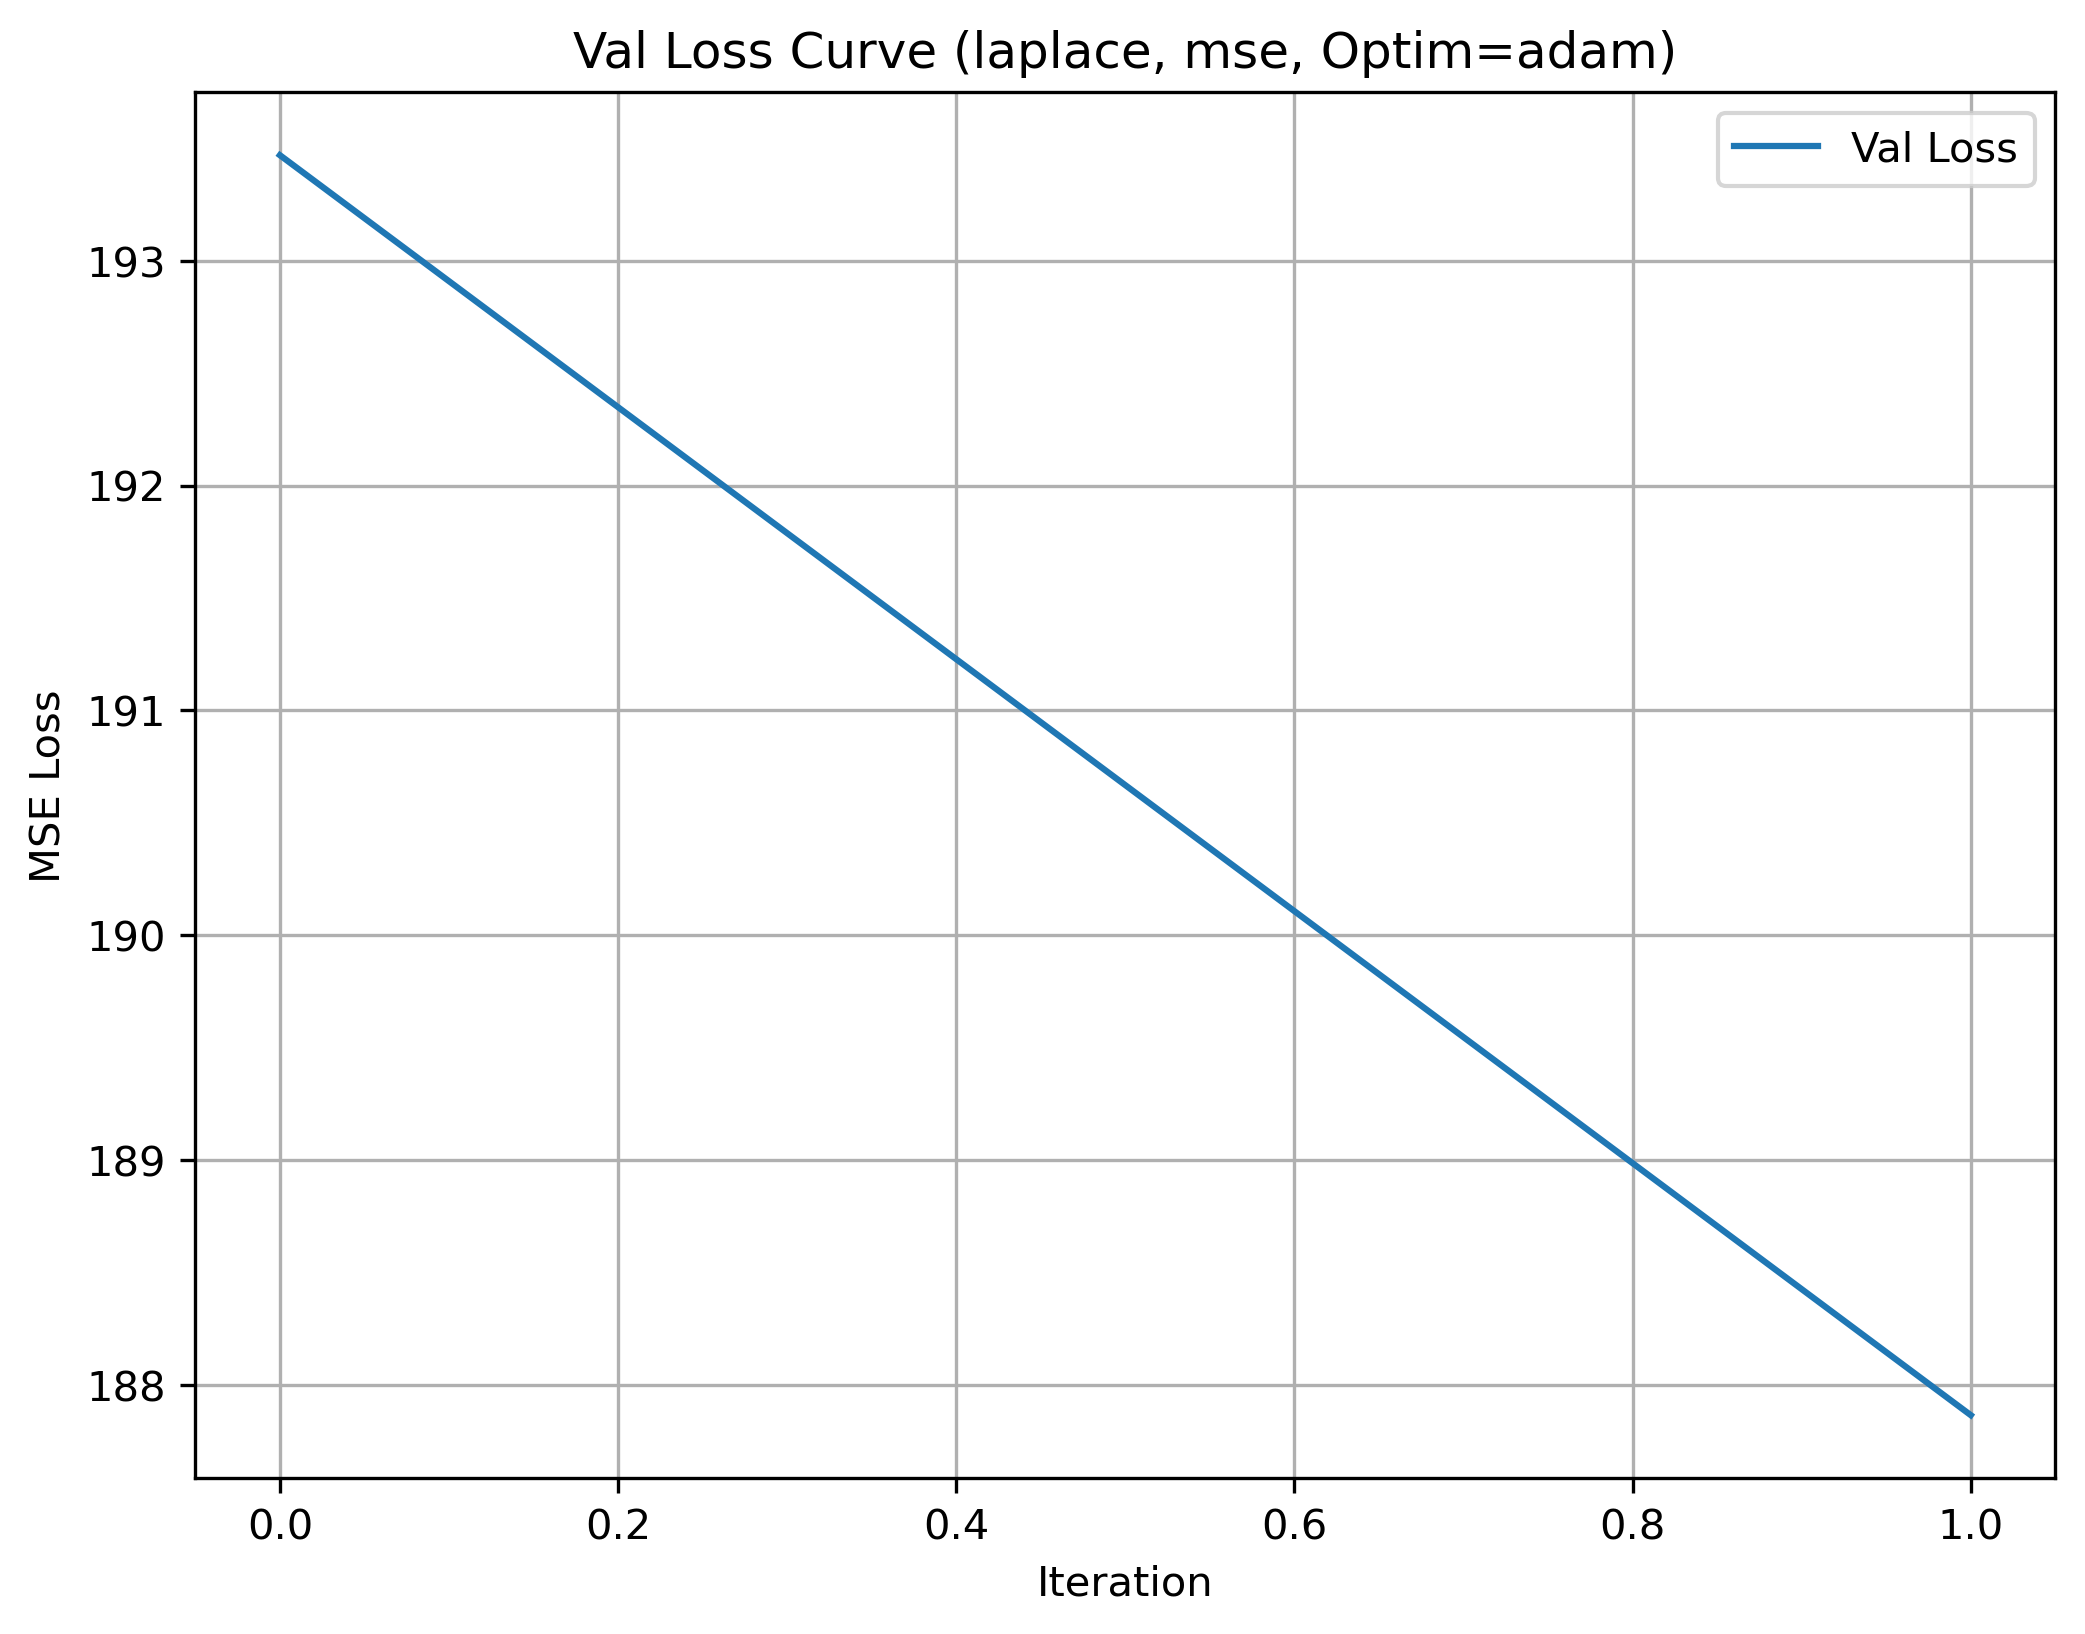 Val Loss Curve (laplace, mse, Optim=adam)
Val Loss
193
192
191
190
189
188
MSE Loss
0.0 0.2 0.4 0.6 0.8 1.0
Iteration